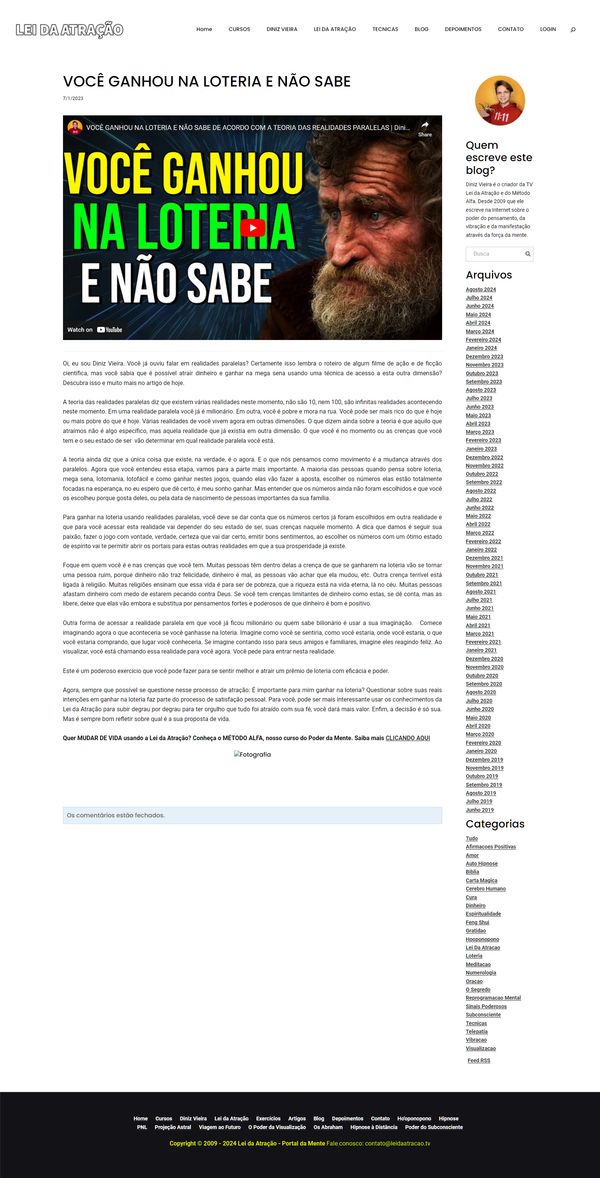 LEI DA ATRAÇÃO
Home CURSOS DINIZ VIEIRA LEI DA ATRAÇÃO TECNICAS BLOG DEPOIMENTOS CONTATO LOGIN
VOCÊ GANHOU NA LOTERIA E NÃO SABE
7/1/2023
VOCÊ GANHOU NA LOTERIA E NÃO SABE DE ACORDO COM A TEORIA DAS REALIDADES PARALELAS | Dini...
Share
VOCÊ GANHOU
NA LOTERIA
E NÃO SABE
Watch on YouTube
Oi, eu sou Diniz Vieira. Você já ouviu falar em realidades paralelas? Certamente isso lembra o roteiro de algum filme de ação e de ficção
científica, mas você sabia que é possível atrair dinheiro e ganhar na mega sena usando uma técnica de acesso a esta outra dimensão?
Descubra isso e muito mais no artigo de hoje.
A teoria das realidades paralelas diz que existem várias realidades neste momento, não são 10, nem 100, são infinitas realidades acontecendo
neste momento. Em uma realidade paralela você já é milionário. Em outra, você é pobre e mora na rua. Você pode ser mais rico do que é hoje
ou mais pobre do que é hoje. Várias realidades de você vivem agora em outras dimensões. O que dizem ainda sobre a teoria é que aquilo que
atraímos não é algo específico, mas aquela realidade que já existia em outra dimensão. O que você é no momento ou as crenças que você
tem e o seu estado de ser vão determinar em qual realidade paralela você está.
A teoria ainda diz que a única coisa que existe, na verdade, é o agora. E o que nós pensamos como movimento é a mudança através dos
paralelos. Agora que você entendeu essa etapa, vamos para a parte mais importante. A maioria das pessoas quando pensa sobre loteria,
mega sena, lotomania, lotofácil e como ganhar nestes jogos, quando elas vão fazer a aposta, escolher os números elas estão totalmente
focadas na esperança, no eu espero que dê certo, é meu sonho ganhar. Mas entender que os números ainda não foram escolhidos e que você
os escolheu porque gosta deles, ou pela data de nascimento de pessoas importantes da sua família.
Para ganhar na loteria usando realidades paralelas, você deve se dar conta que os números certos já foram escolhidos em outra realidade e
que para você acessar esta realidade vai depender do seu estado de ser, suas crenças naquele momento. A dica que damos é seguir sua
paixão, fazer o jogo com vontade, verdade, certeza que vai dar certo, emitir bons sentimentos, ao escolher os números com um ótimo estado
de espírito vai te permitir abrir os portais para estas outras realidades em que a sua prosperidade já existe.
Foque em quem você é e nas crenças que você tem. Muitas pessoas têm dentro delas a crença de que se ganharem na loteria vão se tornar
uma pessoa ruim, porque dinheiro não traz felicidade, dinheiro é mal, as pessoas vão achar que ela mudou, etc. Outra crença terrível está
ligada à religião. Muitas religiões ensinam que essa vida é para ser de pobreza, que a riqueza está na vida eterna, lá no céu. Muitas pessoas
afastam dinheiro com medo de estarem pecando contra Deus. Se você tem crenças limitantes de dinheiro como estas, se dê conta, mas as
libere, deixe que elas vão embora e substitua por pensamentos fortes e poderosos de que dinheiro é bom e positivo.
Outra forma de acessar a realidade paralela em que você já ficou milionário ou quem sabe bilionário é usar a sua imaginação. Comece
imaginando agora o que aconteceria se você ganhasse na loteria. Imagine como você se sentiria, como você estaria, onde você estaria, o que
você estaria comprando, que lugar você conheceria. Se imagine contando isso para seus amigos e familiares, imagine eles reagindo feliz. Ao
visualizar, você está chamando essa realidade para você agora. Você pede para entrar nesta realidade.
Este é um poderoso exercício que você pode fazer para se sentir melhor e atrair um prêmio de loteria com eficácia e poder.
Agora, sempre que possível se questione nesse processo de atração: É importante para mim ganhar na loteria? Questionar sobre suas reais
intenções em ganhar na loteria faz parte do processo de satisfação pessoal. Para você, pode ser mais interessante usar os conhecimentos da
Lei da Atração para subir degrau por degrau para ter orgulho que tudo foi atraído com sua fé, você dará mais valor. Enfim, a decisão é só sua.
Mas é sempre bom refletir sobre qual é a sua proposta de vida.
Quer MUDAR DE VIDA usando a Lei da Atração? Conheça o MÉTODO ALFA, nosso curso do Poder da Mente. Saiba mais CLICANDO AQUI
Fotografia
Os comentários estão fechados.
11:11
Quem
escreve este
blog?
Diniz Vieira é o criador da TV
Lei da Atração e do Método
Alfa. Desde 2009 que ele
escreve na Internet sobre o
poder do pensamento, da
vibração e da manifestação
através da força da mente.
Busca
Arquivos
Agosto 2024
Julho 2024
Junho 2024
Maio 2024
Abril 2024
Março 2024
Fevereiro 2024
Janeiro 2024
Dezembro 2023
Novembro 2023
Outubro 2023
Setembro 2023
Agosto 2023
Julho 2023
Junho 2023
Maio 2023
Abril 2023
Março 2023
Fevereiro 2023
Janeiro 2023
Dezembro 2022
Novembro 2022
Outubro 2022
Setembro 2022
Agosto 2022
Julho 2022
Junho 2022
Maio 2022
Abril 2022
Março 2022
Fevereiro 2022
Janeiro 2022
Dezembro 2021
Novembro 2021
Outubro 2021
Setembro 2021
Agosto 2021
Julho 2021
Junho 2021
Maio 2021
Abril 2021
Março 2021
Fevereiro 2021
Janeiro 2021
Dezembro 2020
Novembro 2020
Outubro 2020
Setembro 2020
Agosto 2020
Julho 2020
Junho 2020
Maio 2020
Abril 2020
Março 2020
Fevereiro 2020
Janeiro 2020
Dezembro 2019
Novembro 2019
Outubro 2019
Setembro 2019
Agosto 2019
Julho 2019
Junho 2019
Categorias
Tudo
Afirmacoes Positivas
Amor
Auto Hipnose
Biblia
Carta Magica
Cerebro Humano
Cura
Dinheiro
Espiritualidade
Feng Shui
Gratidao
Hooponopono
Lei Da Atracao
Loteria
Meditacao
Numerologia
Oracao
O Segredo
Reprogramacao Mental
Sinais Poderosos
Subconsciente
Tecnicas
Telepatia
Vibracao
Visualizacao
Feed RSS
Home Cursos Diniz Vieira Lei da Atração Exercícios Artigos Blog Depoimentos Contato Ho'oponopono Hipnose
PNL Projeção Astral Viagem ao Futuro O Poder da Visualização Os Abraham Hipnose à Distância Poder do Subconsciente
Copyright © 2009 - 2024 Lei da Atração - Portal da Mente Fale conosco: contato@leidaatracao.tv